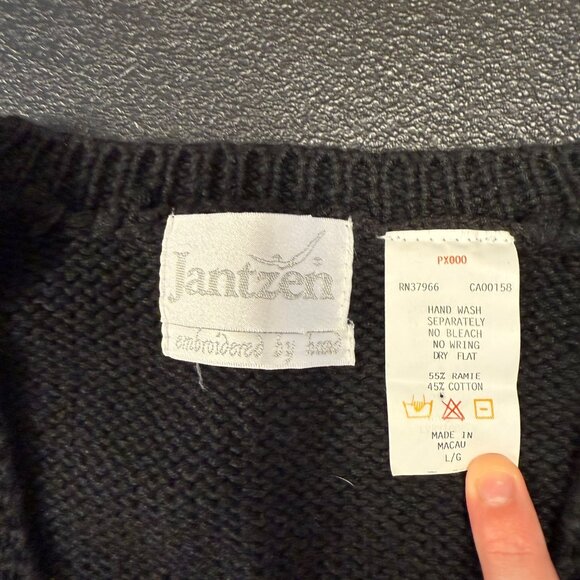 Jantzen
embroidered by hand
PX000
RN37966 CA00158
HAND WASH
SEPARATELY
NO BLEACH
NO WRING
DRY FLAT
55% RAMIE
45% COTTON
MADE IN
MACAU
L/G